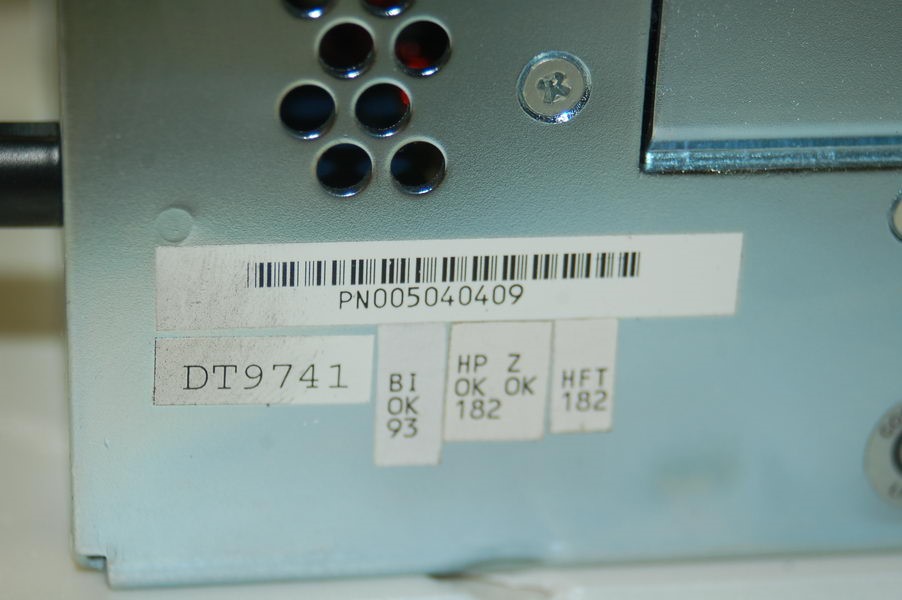 PN005040409
DT9741
BI
OK
93
HP Z
OK OK
182
HFT
182